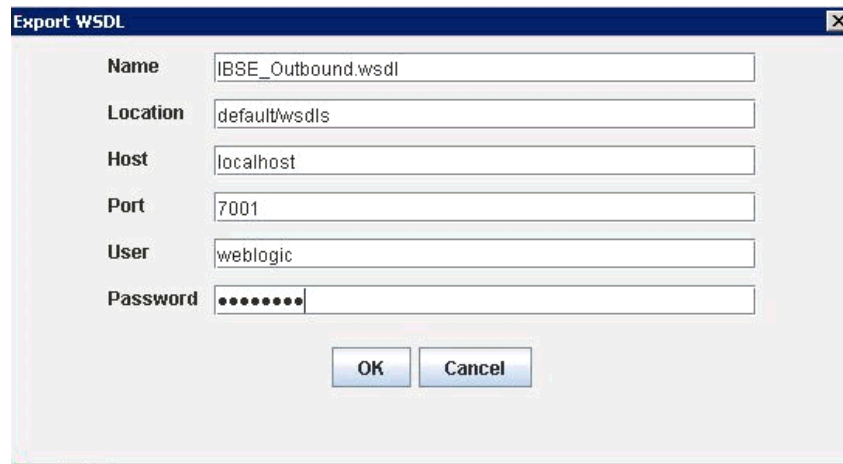 Export WSDL
Name IBSE_Outbound.wsdl
Location default/wsdls
Host localhost
Port 7001
User weblogic
Password ●●●●●●●●
OK Cancel